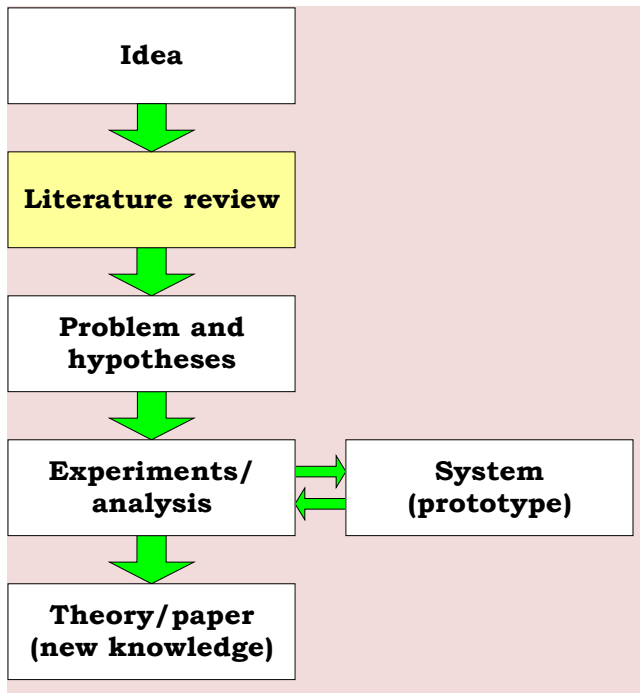 Idea
Literature review
Problem and
hypotheses
Experiments/
analysis
System
(prototype)
Theory/paper
(new knowledge)